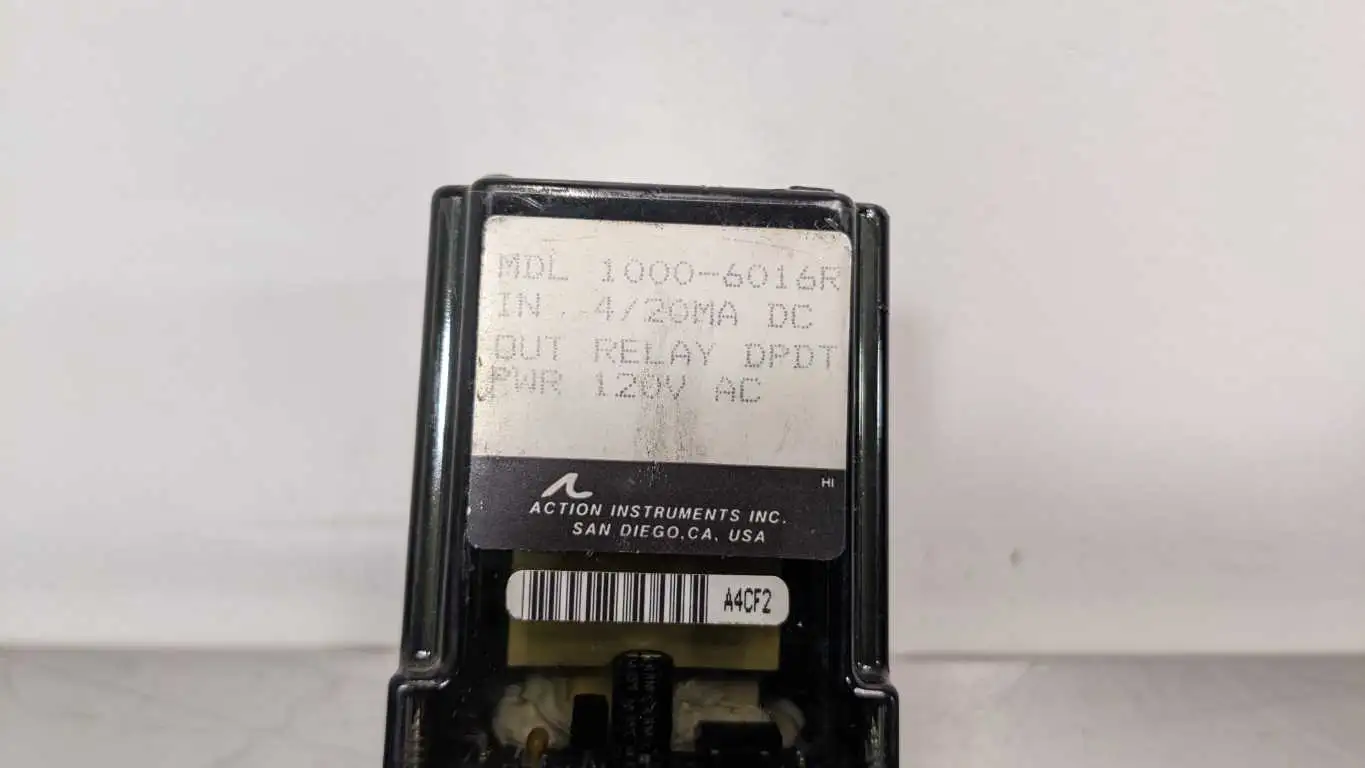 MDL 1000-6016R
IN . 4/20MA DC
OUT RELAY DPDT
PWR 120V AC
HI
ACTION INSTRUMENTS INC.
SAN DIEGO, CA, USA
A4CF2